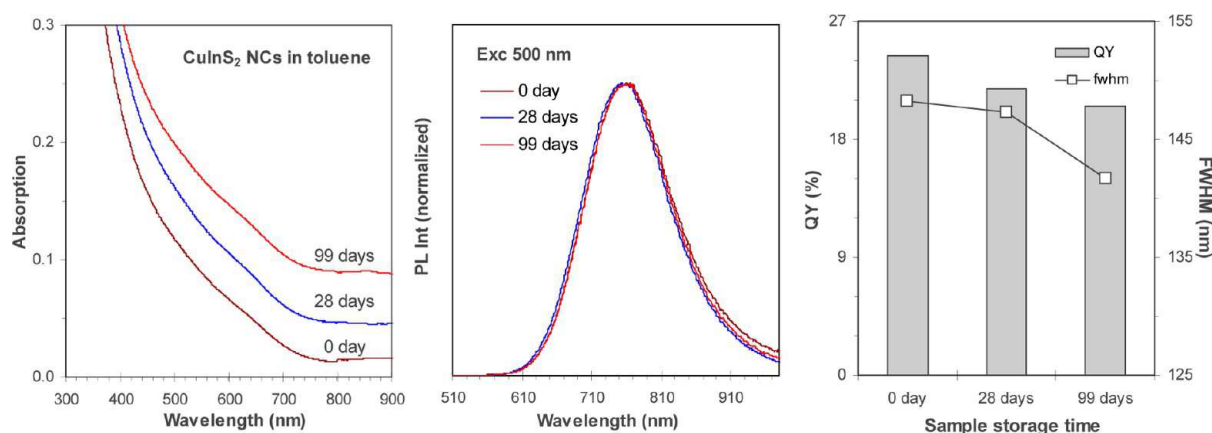 0.3
0.2
0.1
0.0
Absorption
CuInS₂ NCs in toluene
99 days
28 days
0 day
300 400 500 600 700 800 900
Wavelength (nm)
PL Int (normalized)
Exc 500 nm
0 day
28 days
99 days
510 610 710 810 910
Wavelength (nm)
27
18
9
0
QY (%)
QY
fwhm
155
145
135
125
FWHM (nm)
0 day 28 days 99 days
Sample storage time